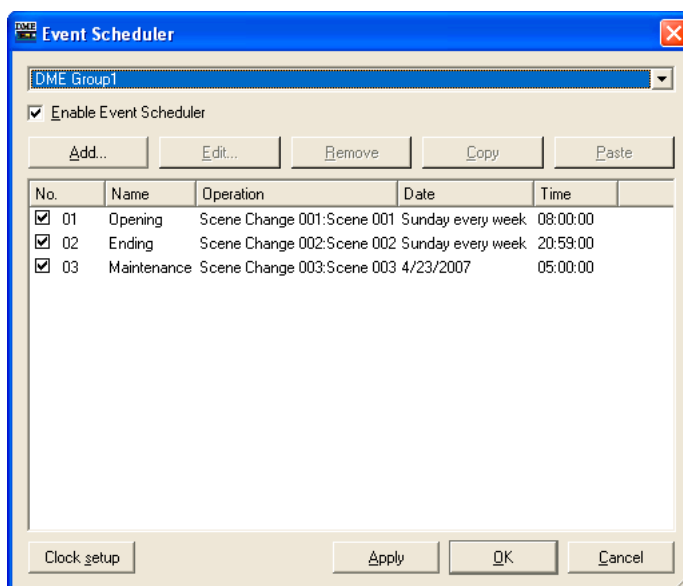 DME Event Scheduler
DME Group1
Enable Event Scheduler
Add... Edit... Remove Copy Paste
No. Name Operation Date Time
01 Opening Scene Change 001:Scene 001 Sunday every week 08:00:00
02 Ending Scene Change 002:Scene 002 Sunday every week 20:59:00
03 Maintenance Scene Change 003:Scene 003 4/23/2007 05:00:00
Clock setup Apply OK Cancel